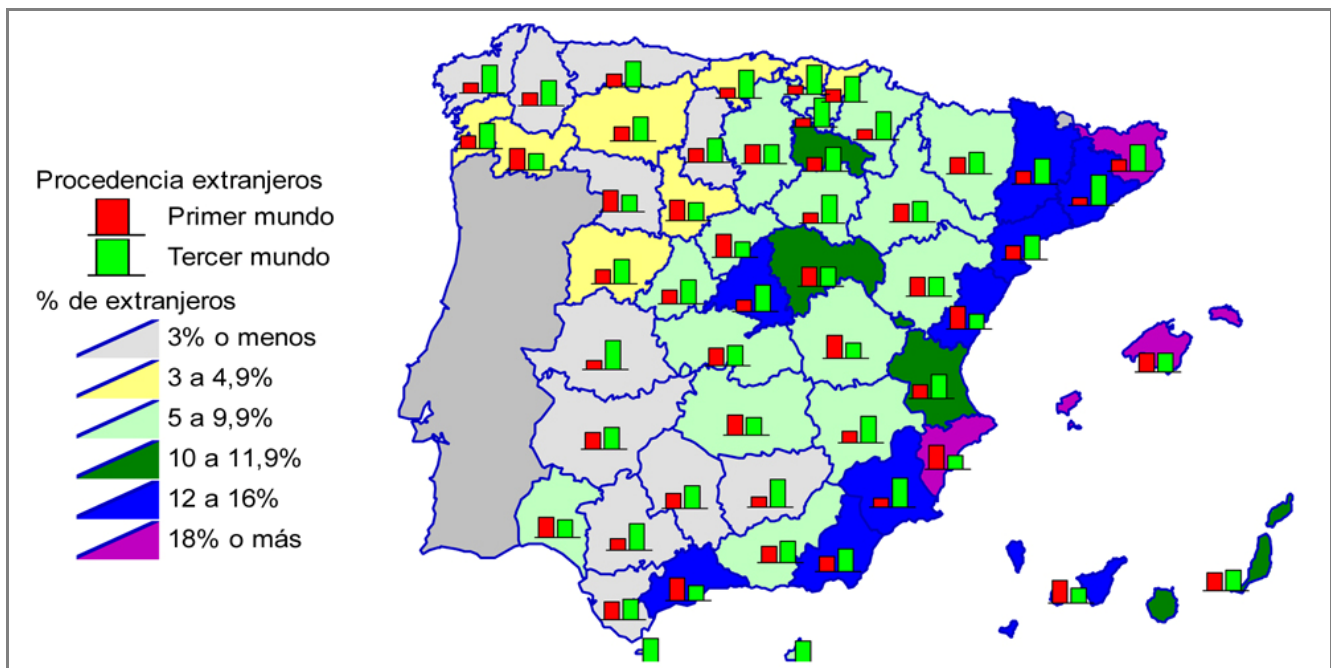 Procedencia extranjeros
Primer mundo
Tercer mundo
% de extranjeros
3% o menos
3 a 4,9%
5 a 9,9%
10 a 11,9%
12 a 16%
18% o más